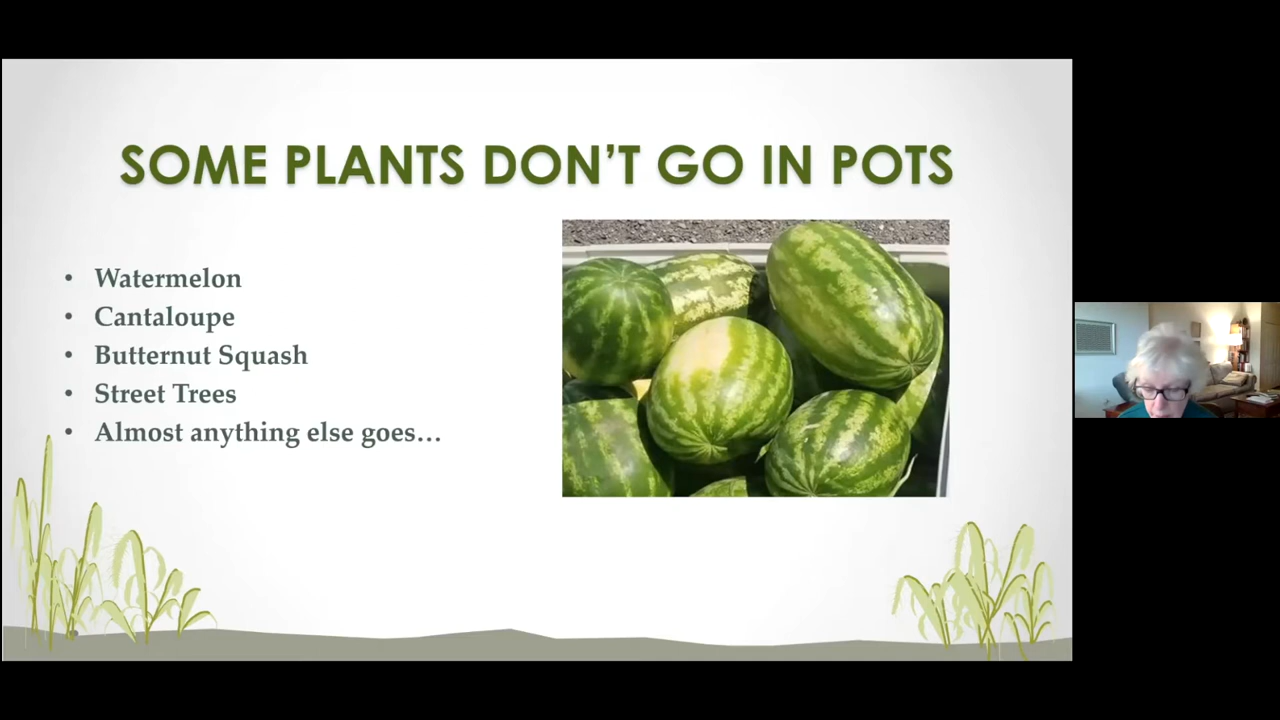 SOME PLANTS DON'T GO IN POTS
• Watermelon
• Cantaloupe
• Butternut Squash
• Street Trees
• Almost anything else goes…